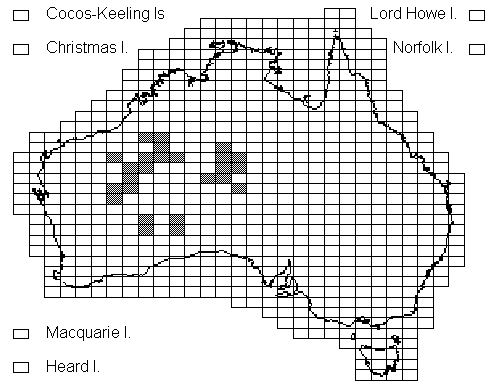 Cocos-Keeling Is
Lord Howe I.
Christmas I.
Norfolk I.
Macquarie I.
Heard I.